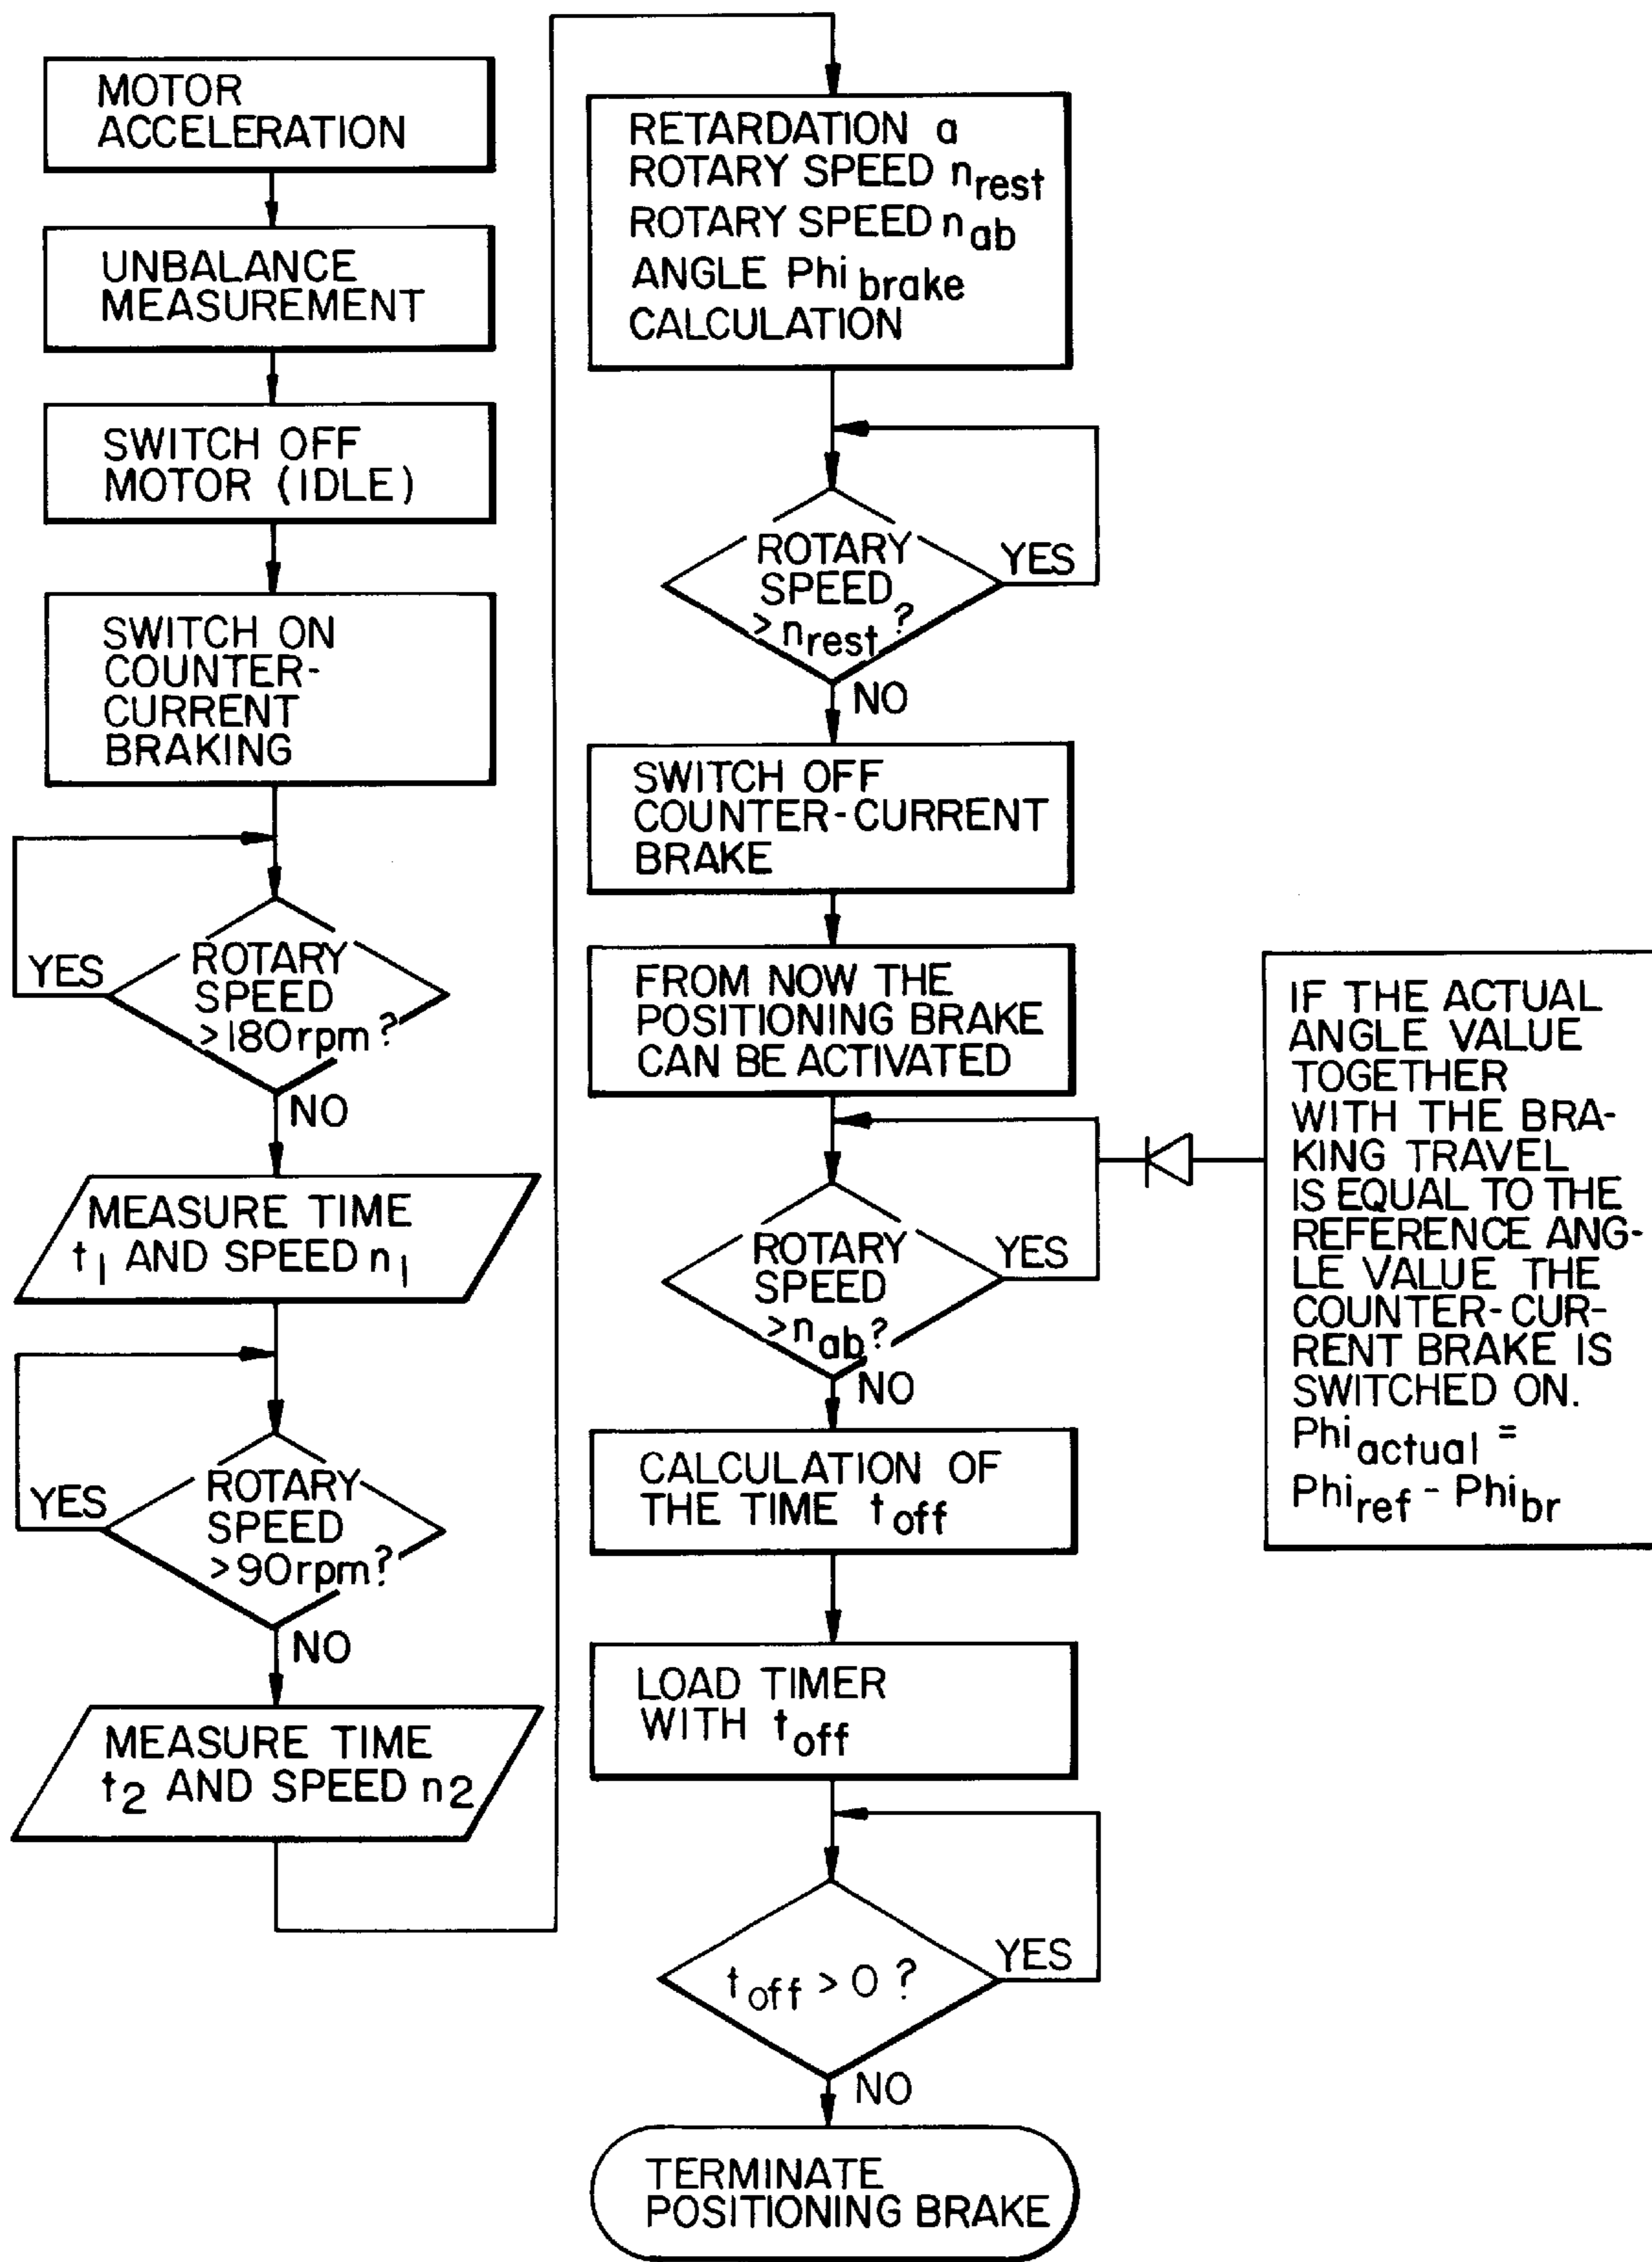 MOTOR
ACCELERATION
UNBALANCE
MEASUREMENT
SWITCH OFF
MOTOR (IDLE)
SWITCH ON
COUNTER-
CURRENT
BRAKING
YES
ROTARY
SPEED
>180rpm?
NO
MEASURE TIME
t1 AND SPEED n1
YES
ROTARY
SPEED
>90rpm?
NO
MEASURE TIME
t2 AND SPEED n2
RETARDATION a
ROTARY SPEED nrest
ROTARY SPEED nab
ANGLE Phi brake
CALCULATION
ROTARY
SPEED
>nrest?
YES
NO
SWITCH OFF
COUNTER-CURRENT
BRAKE
FROM NOW THE
POSITIONING BRAKE
CAN BE ACTIVATED
ROTARY
SPEED
>nab?
YES
NO
CALCULATION OF
THE TIME toff
LOAD TIMER
WITH toff
toff > 0 ?
YES
NO
TERMINATE
POSITIONING BRAKE
IF THE ACTUAL
ANGLE VALUE
TOGETHER
WITH THE BRA-
KING TRAVEL
IS EQUAL TO THE
REFERENCE ANG-
LE VALUE THE
COUNTER-CUR-
RENT BRAKE IS
SWITCHED ON.
Phiactual =
Phiref - Phibr